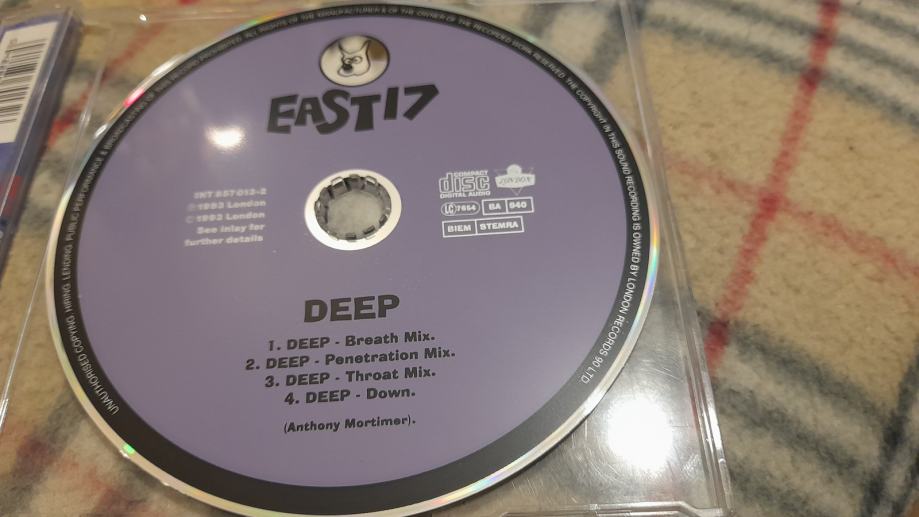 EAST 17
INT 857 013-2
℗ 1993 London
© 1993 London
See inlay for
further details
COMPACT
disc
DIGITAL AUDIO
LONDON
LC 7654
BA 940
BIEM STEMRA
DEEP
1. DEEP - Breath Mix.
2. DEEP - Penetration Mix.
3. DEEP - Throat Mix.
4. DEEP - Down.
(Anthony Mortimer).
UNAUTHORISED COPYING, HIRING, LENDING, PUBLIC PERFORMANCE & BROADCASTING OF THIS RECORD PROHIBITED. ALL RIGHTS OF THE MANUFACTURER & OF THE OWNER OF THE RECORDED WORK RESERVED. THE COPYRIGHT IN THIS SOUND RECORDING IS OWNED BY LONDON RECORDS 90 LTD.